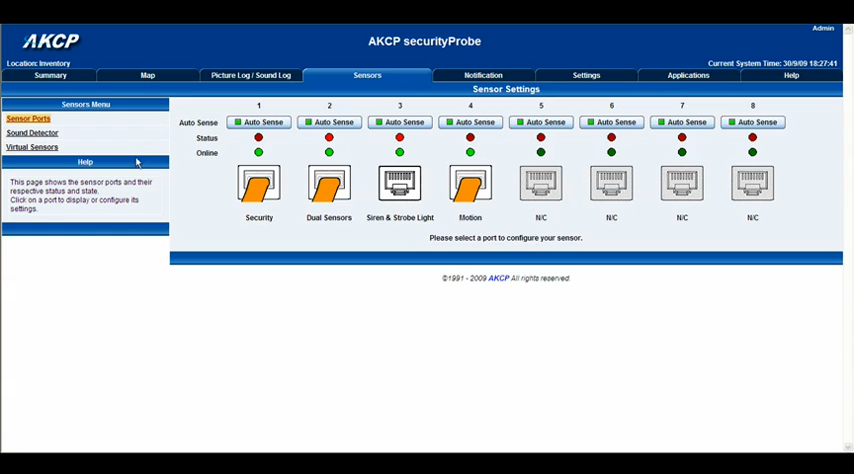 Admin
AKCP
AKCP securityProbe
Location: Inventory
Current System Time: 30/9/09 18:27:41
Summary
Map
Picture Log / Sound Log
Sensors
Notification
Settings
Applications
Help
Sensors Menu
Sensor Settings
Sensor Ports
Sound Detector
Virtual Sensors
Help
This page shows the sensor ports and their
respective status and state.
Click on a port to display or configure its
settings.
1 2 3 4 5 6 7 8
Auto Sense Auto Sense Auto Sense Auto Sense Auto Sense Auto Sense Auto Sense Auto Sense Auto Sense
Status
Online
Security Dual Sensors Siren & Strobe Light Motion N/C N/C N/C N/C
Please select a port to configure your sensor.
©1991 - 2009 AKCP All rights reserved.